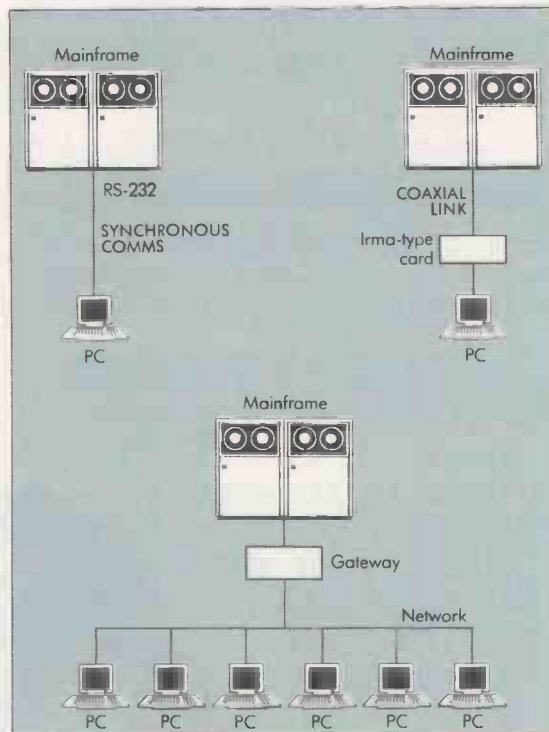 Mainframe
RS-232
SYNCHRONOUS
COMMS
PC
Mainframe
COAXIAL
LINK
Irma-type
card
PC
Mainframe
Gateway
Network
PC PC PC PC PC PC